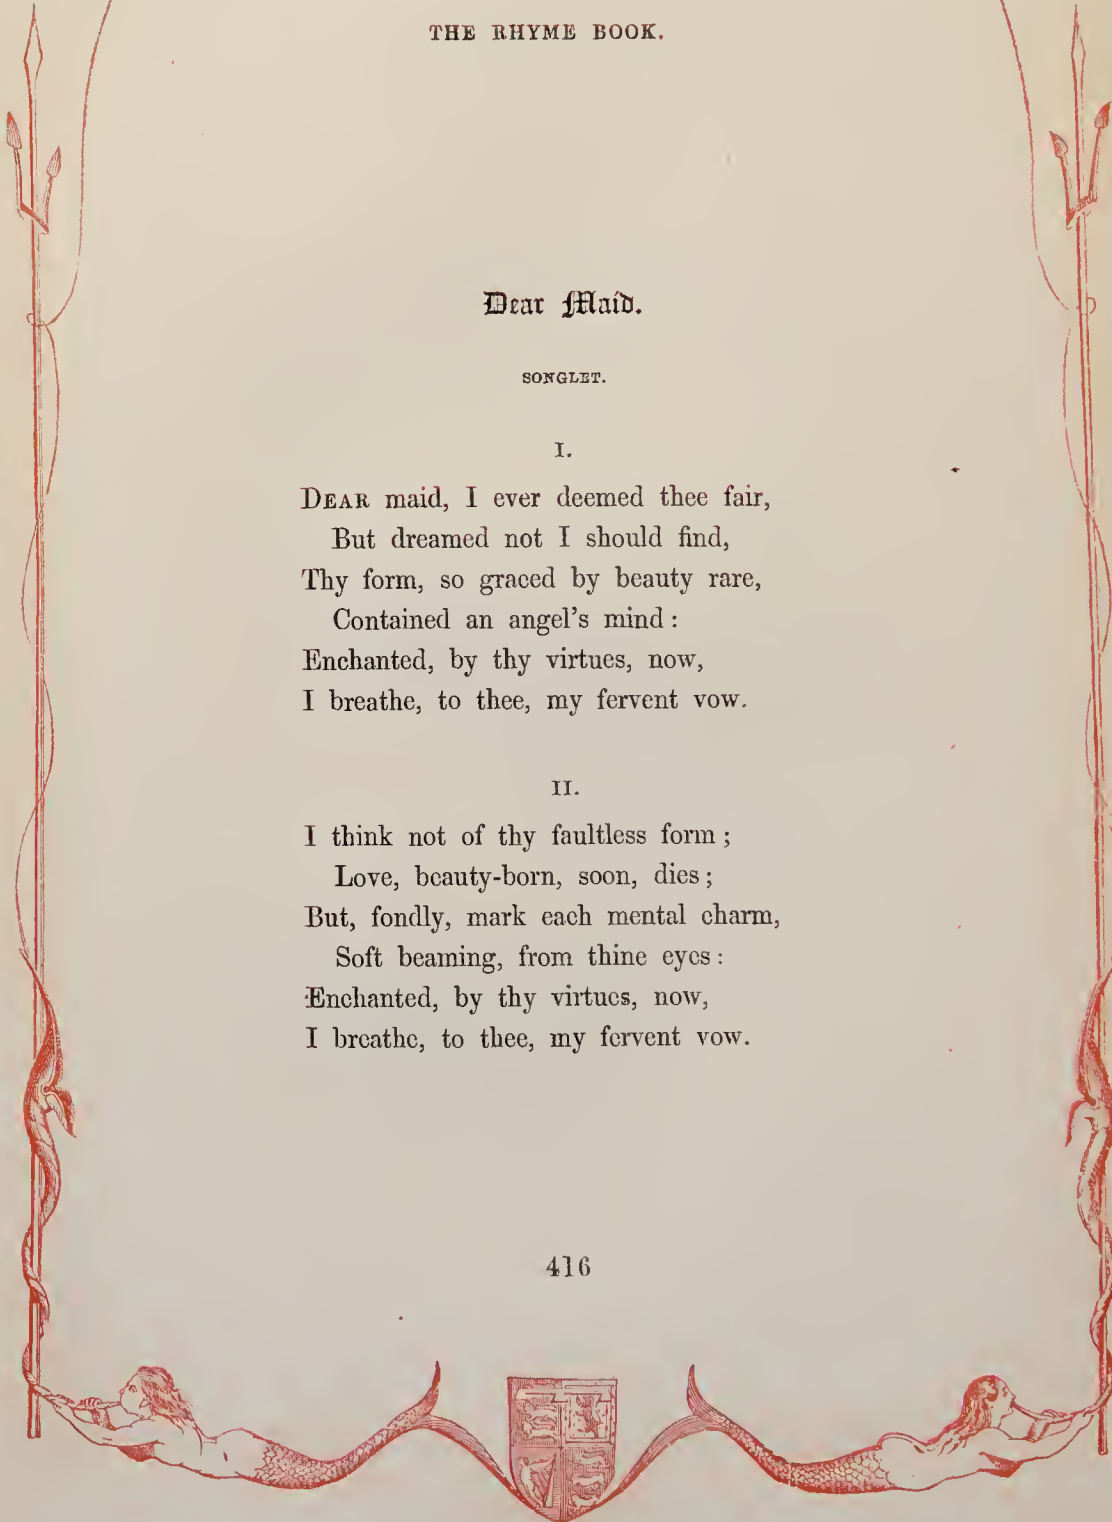 THE RHYME BOOK.
Dear Maid.
SONGLET.
I.
DEAR maid, I ever deemed thee fair,
But dreamed not I should find,
Thy form, so graced by beauty rare,
Contained an angel's mind :
Enchanted, by thy virtues, now,
I breathe, to thee, my fervent vow.
II.
I think not of thy faultless form ;
Love, beauty-born, soon, dies ;
But, fondly, mark each mental charm,
Soft beaming, from thine eyes :
Enchanted, by thy virtues, now,
I breathe, to thee, my fervent vow.
416